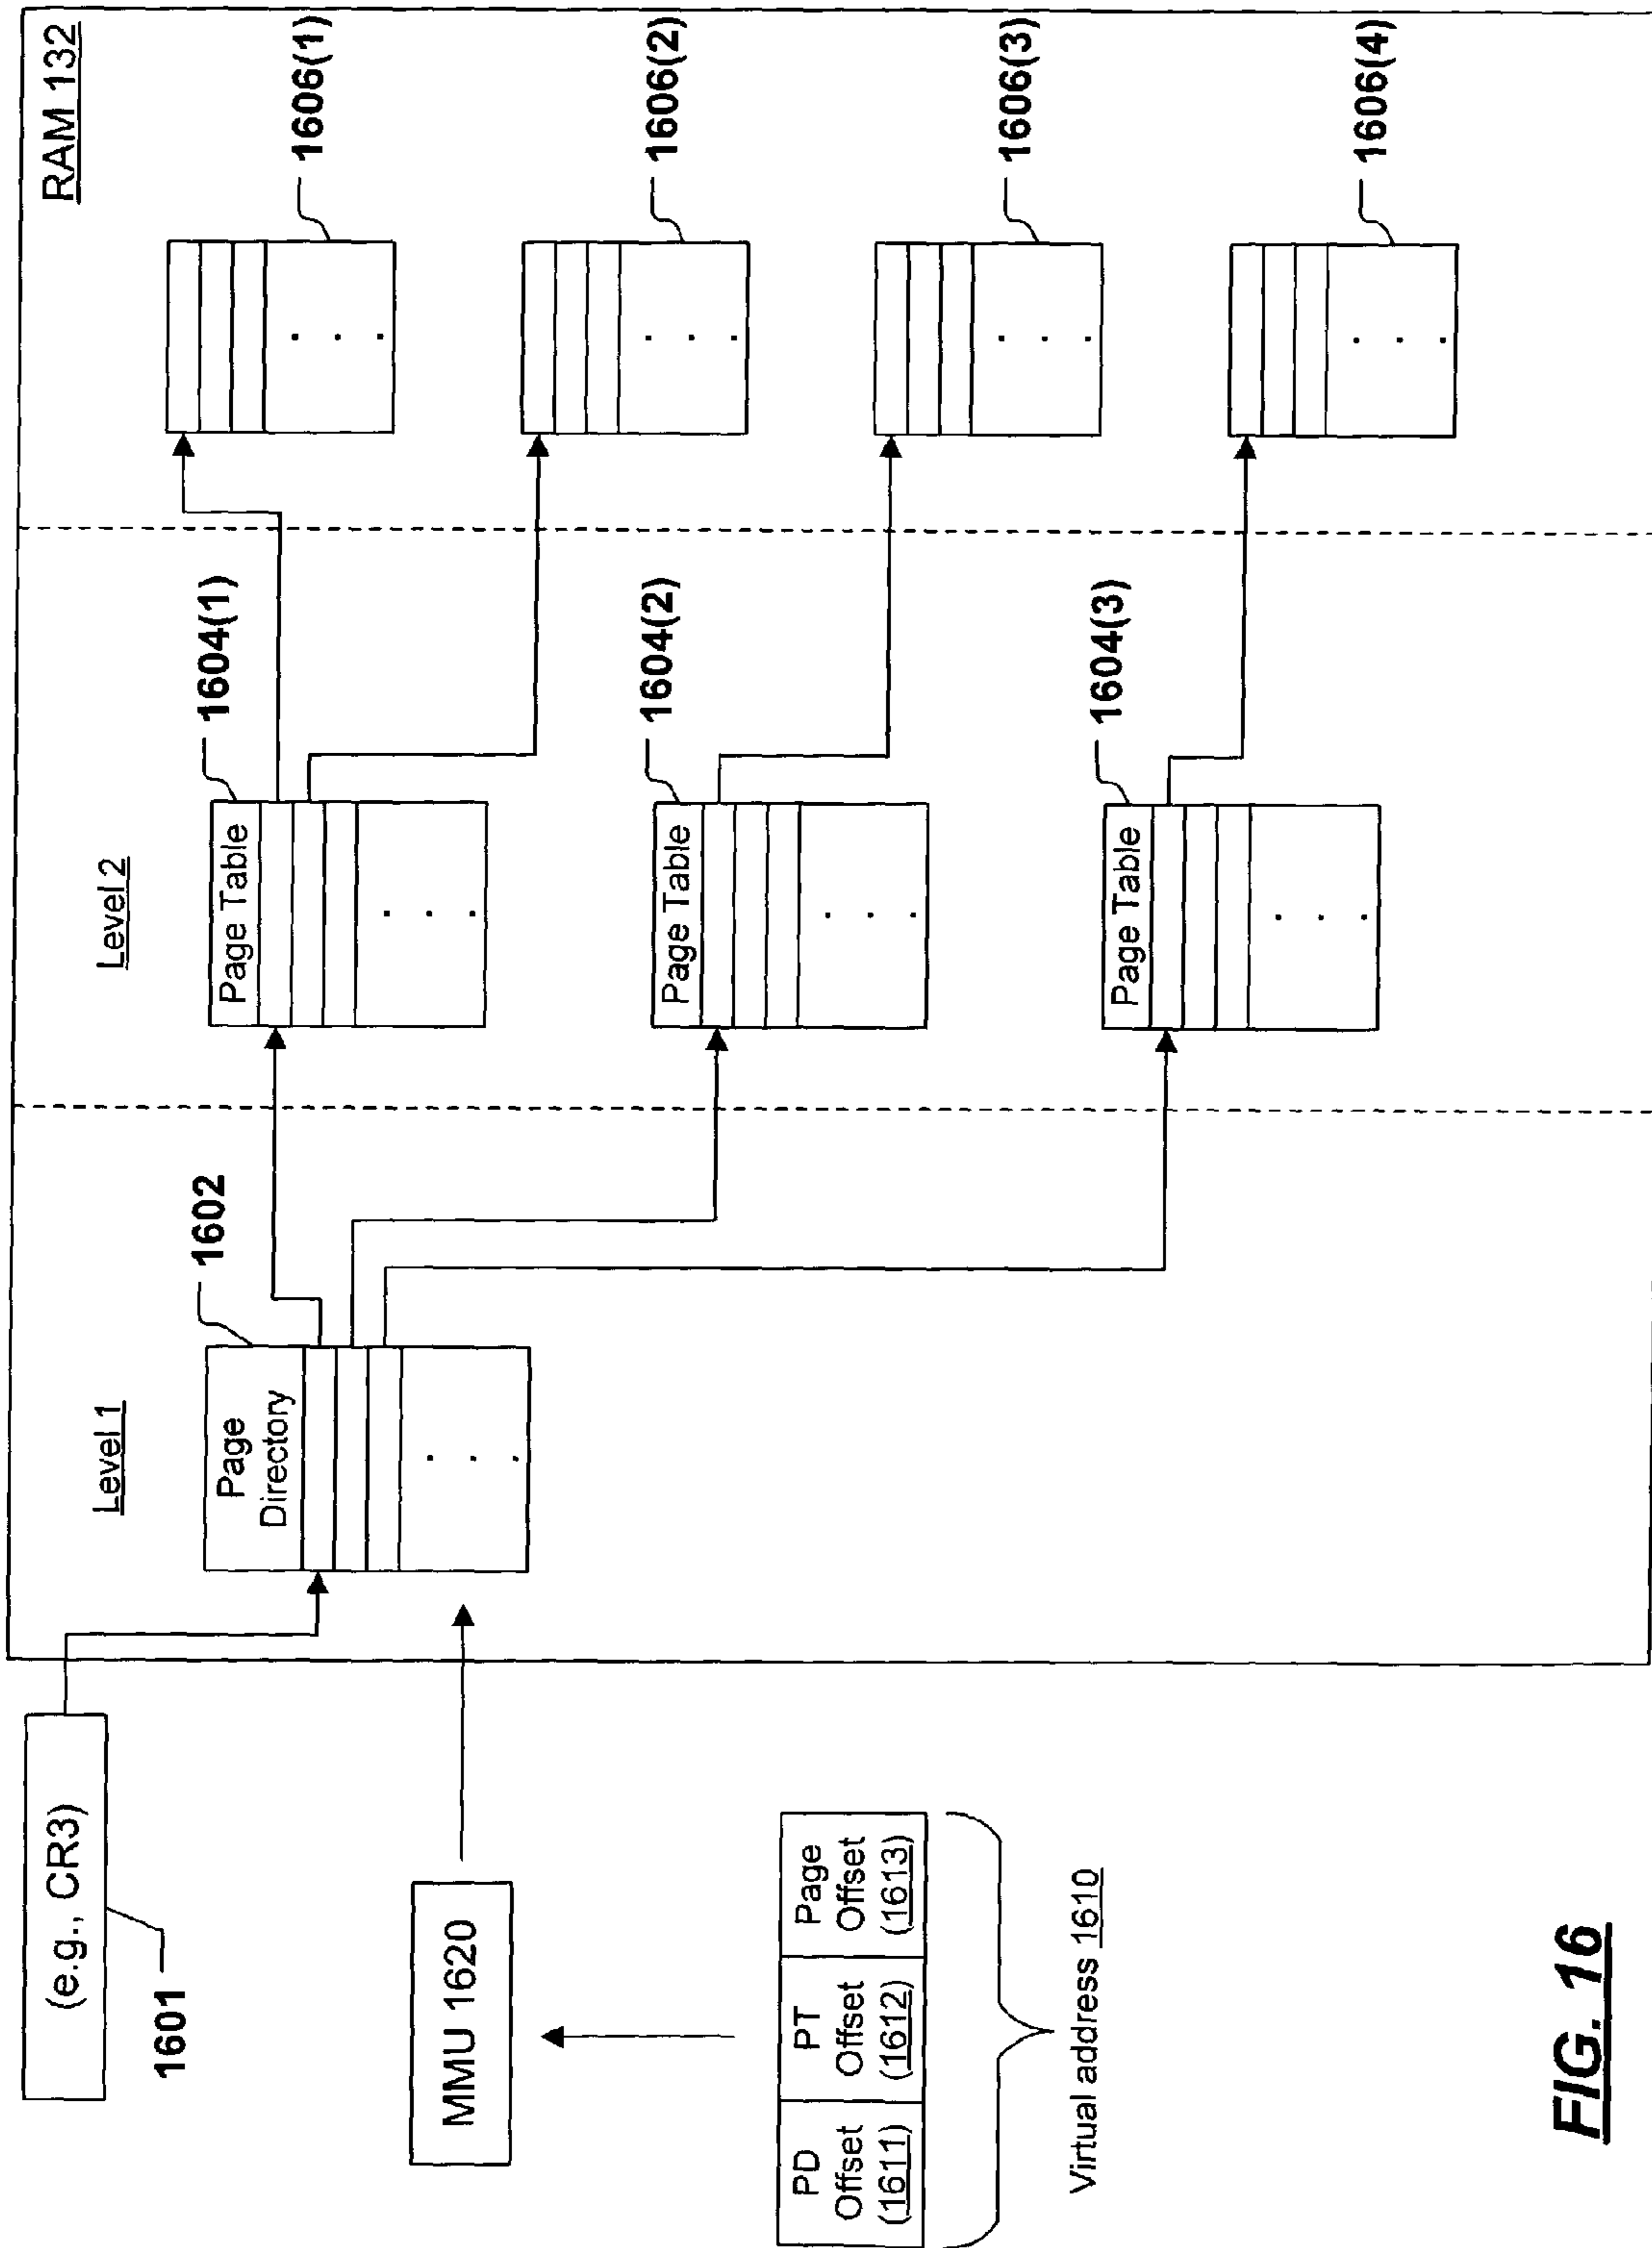 RAM 132
(e.g., CR3)
1601
Level 1
Level 2
Page
Directory
1602
Page Table
1604(1)
Page Table
1604(2)
Page Table
1604(3)
1606(1)
1606(2)
1606(3)
1606(4)
MMU 1620
PD
Offset
(1611)
PT
Offset
(1612)
Page
Offset
(1613)
Virtual address 1610
FIG. 16